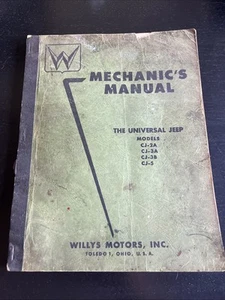 W
MECHANIC'S
MANUAL
THE UNIVERSAL JEEP
MODELS
CJ-2A
CJ-3A
CJ-3B
CJ-5
WILLYS MOTORS, INC.
TOLEDO 1, OHIO, U. S. A.